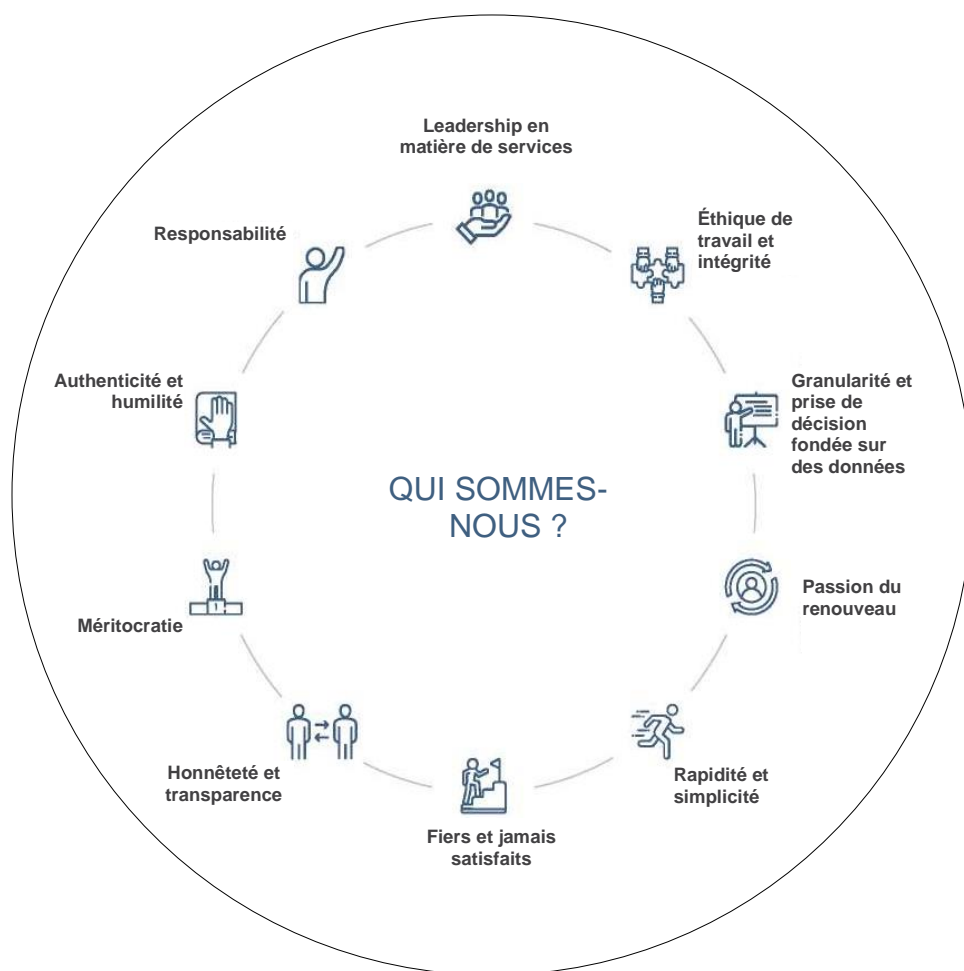 Leadership en
matière de services
Éthique de
travail et
intégrité
Granularité et
prise de
décision
fondée sur
des données
Passion du
renouveau
Rapidité et
simplicité
Fiers et jamais
satisfaits
Honnêteté et
transparence
Méritocratie
Authenticité et
humilité
Responsabilité
QUI SOMMES-
NOUS ?